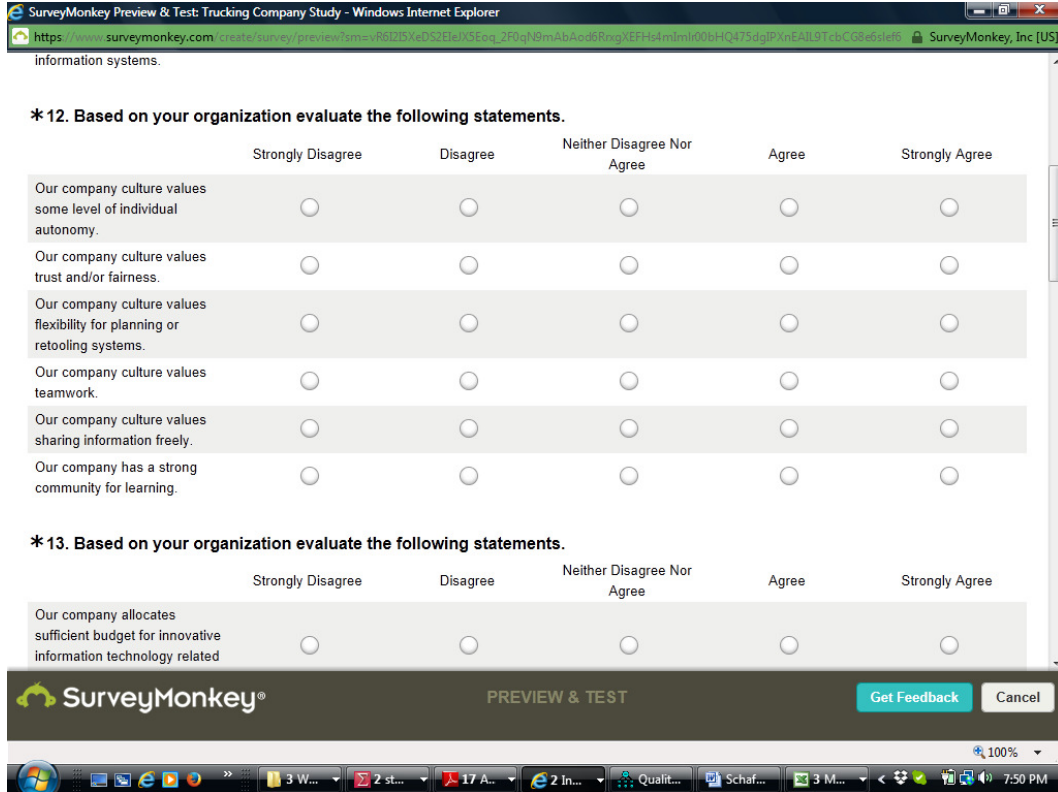 SurveyMonkey Preview & Test: Trucking Company Study - Windows Internet Explorer
SurveyMonkey, Inc [US]
information systems.
*12. Based on your organization evaluate the following statements.
Strongly Disagree Disagree Neither Disagree Nor Agree Strongly Agree
Agree
Our company culture values
some level of individual
autonomy.
Our company culture values
trust and/or fairness.
Our company culture values
flexibility for planning or
retooling systems.
Our company culture values
teamwork.
Our company culture values
sharing information freely.
Our company has a strong
community for learning.
*13. Based on your organization evaluate the following statements.
Strongly Disagree Disagree Neither Disagree Nor Agree Strongly Agree
Agree
Our company allocates
sufficient budget for innovative
information technology related
SurveyMonkey® PREVIEW & TEST Get Feedback Cancel
100%
3 W... 2 st... 17 A... 2 In... Qualit... Schaf... 3 M... 7:50 PM